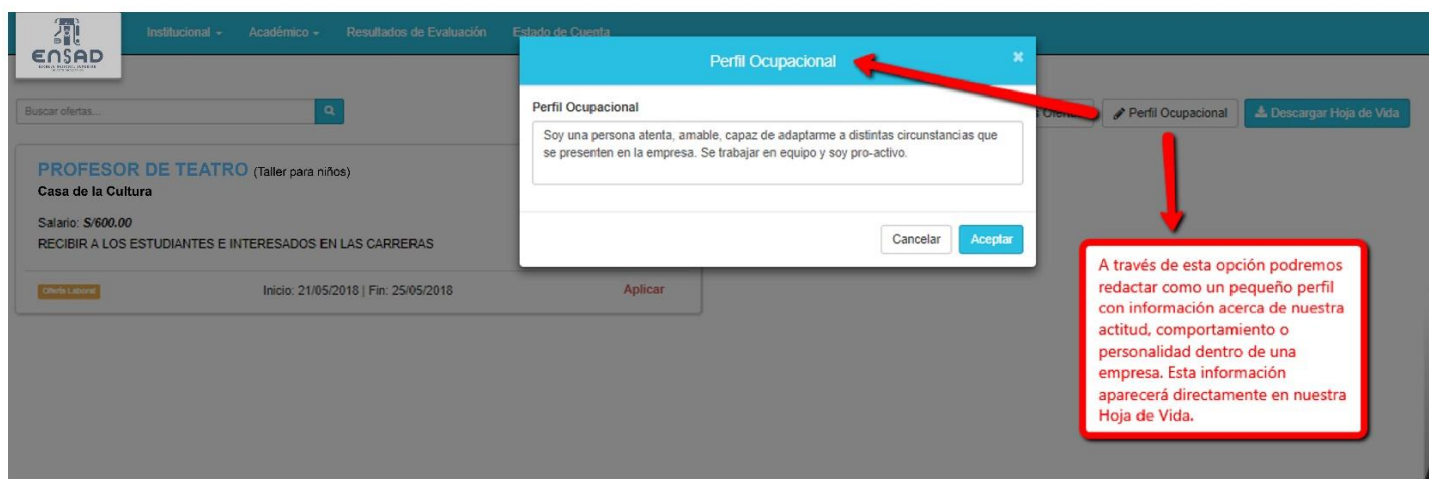 ENSAD
Institucional
Académico
Resultados de Evaluación
Estado de Cuenta
Perfil Ocupacional
Buscar ofertas...
Perfil Ocupacional
Descargar Hoja de Vida
Perfil Ocupacional
Soy una persona atenta, amable, capaz de adaptarme a distintas circunstancias que
se presenten en la empresa. Se trabajar en equipo y soy pro-activo.
Cancelar
Aceptar
PROFESOR DE TEATRO (Taller para niños)
Casa de la Cultura
Salario: S/600.00
RECIBIR A LOS ESTUDIANTES E INTERESADOS EN LAS CARRERAS
Oferta Laboral
Inicio: 21/05/2018 | Fin: 25/05/2018
Aplicar
A través de esta opción podremos
redactar como un pequeño perfil
con información acerca de nuestra
actitud, comportamiento o
personalidad dentro de una
empresa. Esta información
aparecerá directamente en nuestra
Hoja de Vida.